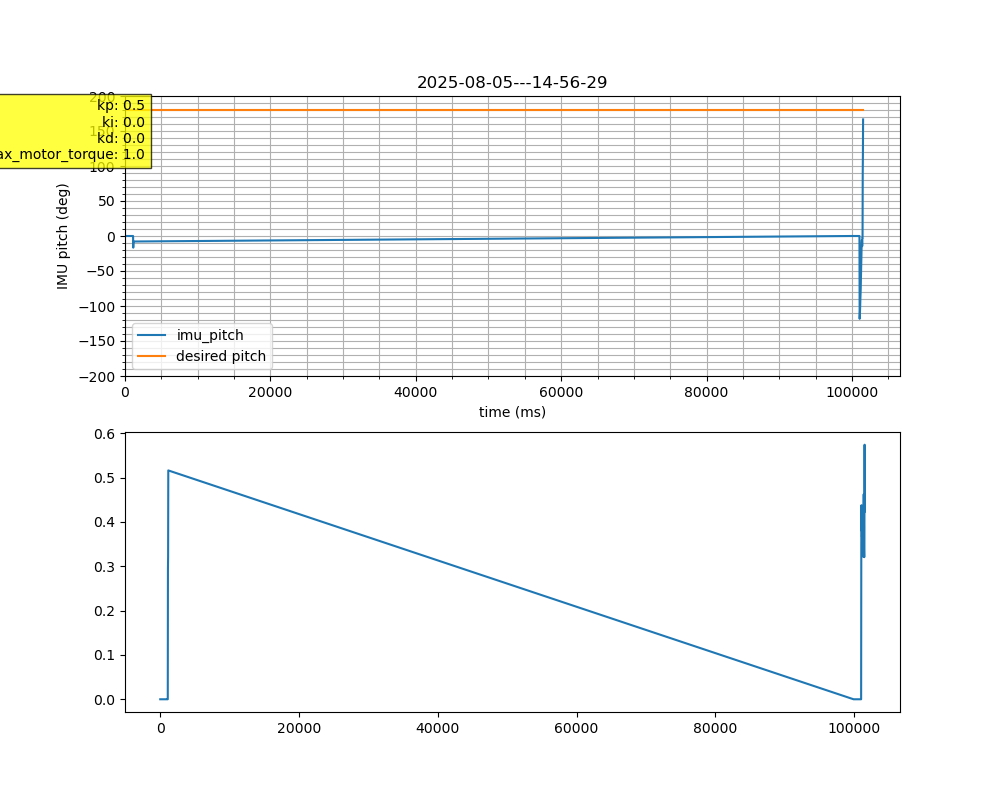 2025-08-05---14-56-29
kp: 0.5
ki: 0.0
kd: 0.0
ax_motor_torque: 1.0
200
150
100
50
0
−50
−100
−150
−200
IMU pitch (deg)
imu_pitch
desired pitch
0 20000 40000 60000 80000 100000
time (ms)
0.6
0.5
0.4
0.3
0.2
0.1
0.0
0 20000 40000 60000 80000 100000